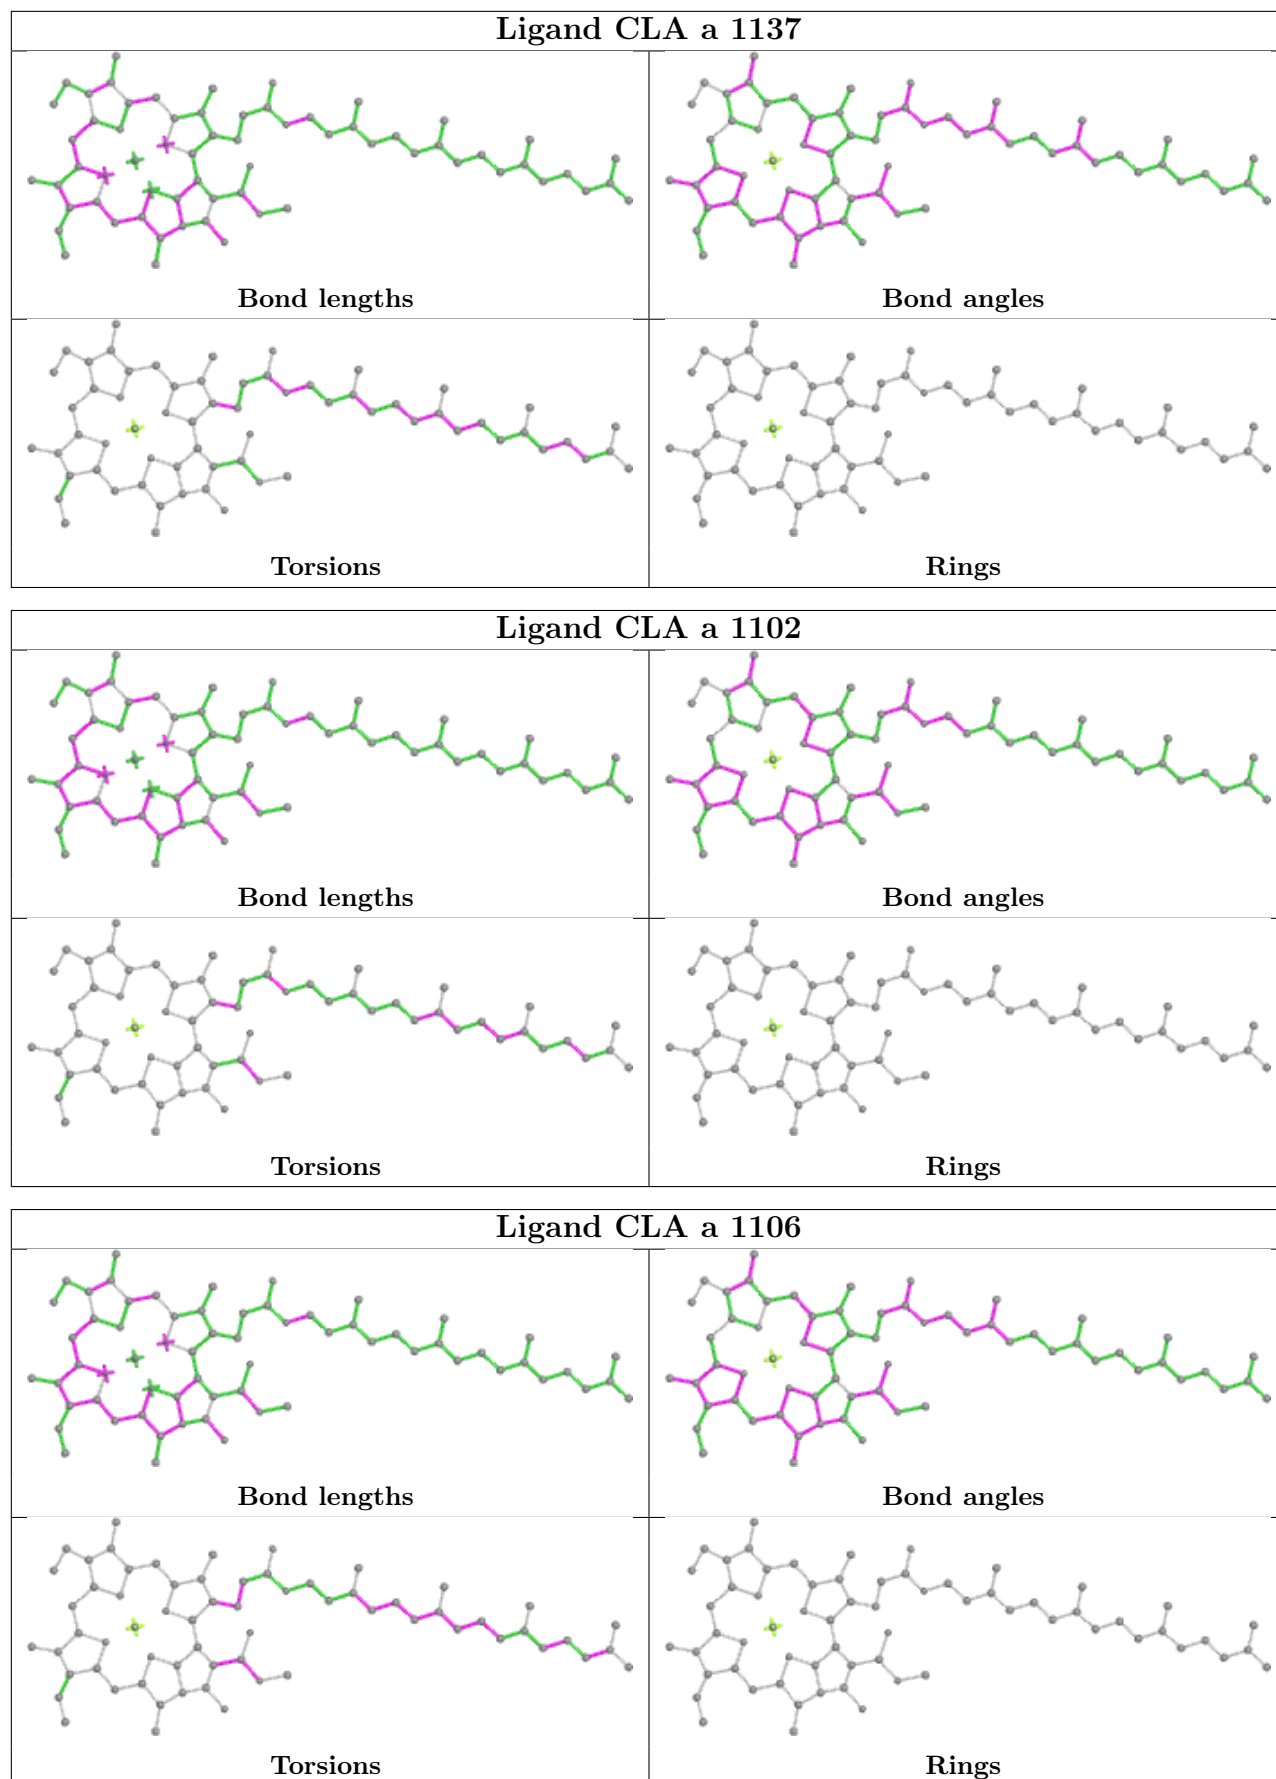 Ligand CLA a 1137
Bond lengths
Bond angles
Torsions
Rings
Ligand CLA a 1102
Bond lengths
Bond angles
Torsions
Rings
Ligand CLA a 1106
Bond lengths
Bond angles
Torsions
Rings